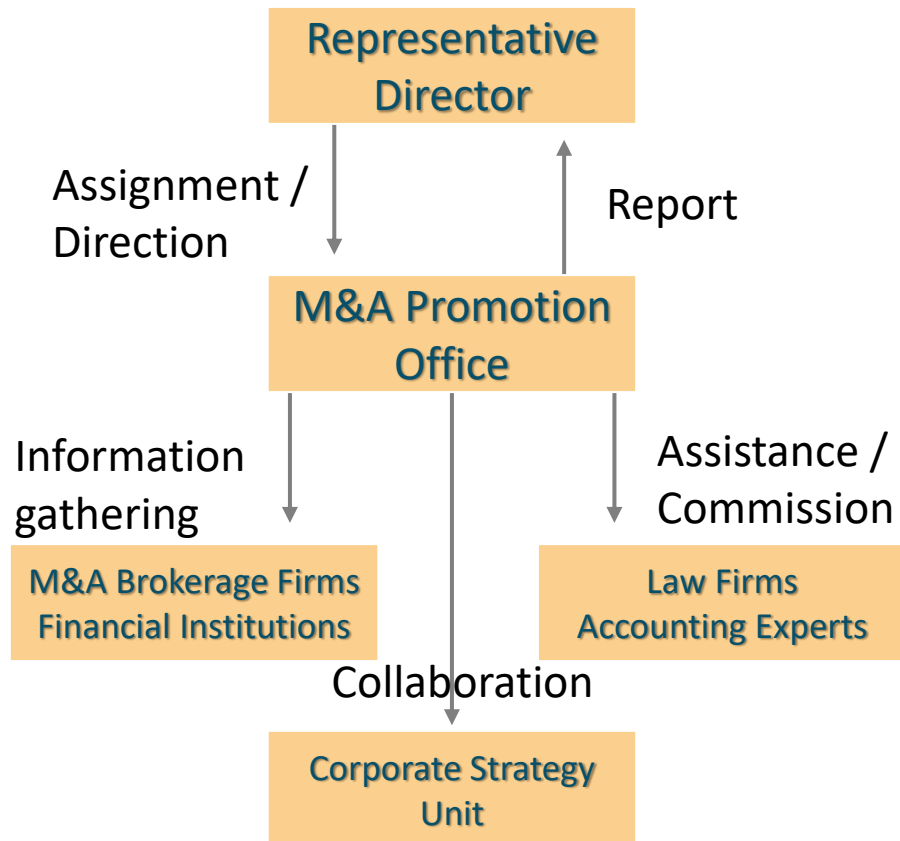 Representative
Director
Assignment /
Direction
Report
M&A Promotion
Office
Information
gathering
Assistance /
Commission
M&A Brokerage Firms
Financial Institutions
Law Firms
Accounting Experts
Collaboration
Corporate Strategy
Unit